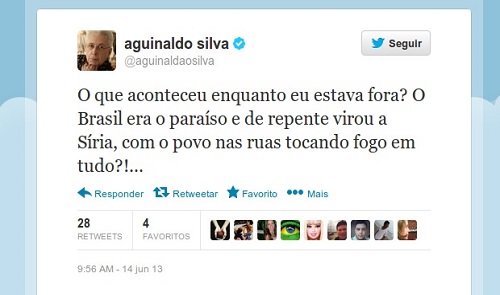 aguinaldo silva
@aguinaldaosilva
Seguir
O que aconteceu enquanto eu estava fora? O
Brasil era o paraíso e de repente virou a
Síria, com o povo nas ruas tocando fogo em
tudo?!...
Responder Retweetar Favorito Mais
28 4
RETWEETS FAVORITOS
9:56 AM - 14 jun 13